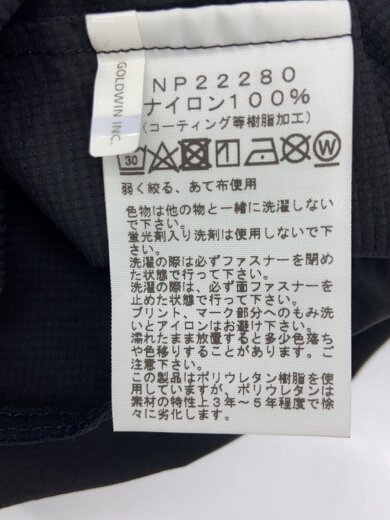 GOLDWIN INC.
NP22280
ナイロン100%
(コーティング等樹脂加工)
30
W
弱く絞る、あて布使用
色物は他の物と一緒に洗濯しない
で下さい。
蛍光剤入り洗剤は使用しないで下
さい。
洗濯の際は必ずファスナーを閉め
た状態で行って下さい。
洗濯の際は、必ず面ファスナーを
止めた状態で行って下さい。
プリント、マーク部分へのもみ洗
いとアイロンはお避け下さい。
濡れたまま放置すると多少色落ち
や色移りすることがあります。ご
注意下さい。
この製品はポリウレタン樹脂を使
用していますが、ポリウレタンは
素材の特性上3年〜5年程度で徐
々に劣化します。